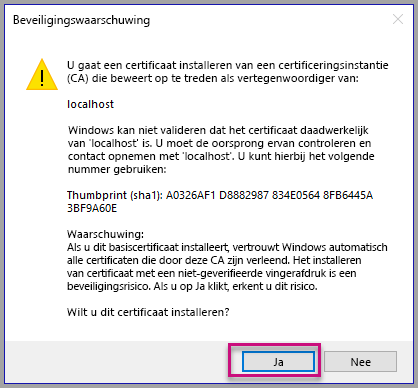 Beveiligingswaarschuwing
U gaat een certificaat installeren van een certificeringsinstantie
(CA) die beweert op te treden als vertegenwoordiger van:
localhost
Windows kan niet valideren dat het certificaat daadwerkelijk
van 'localhost' is. U moet de oorsprong ervan controleren en
contact opnemen met 'localhost'. U kunt hierbij het volgende
nummer gebruiken:
Thumbprint (sha1): A0326AF1 D8882987 834E0564 8FB6445A
3BF9A60E
Waarschuwing:
Als u dit basiscertificaat installeert, vertrouwt Windows automatisch
alle certificaten die door deze CA zijn verleend. Het installeren
van certificaat met een niet-geverifieerde vingerafdruk is een
beveiligingsrisico. Als u op Ja klikt, erkent u dit risico.
Wilt u dit certificaat installeren?
Ja
Nee